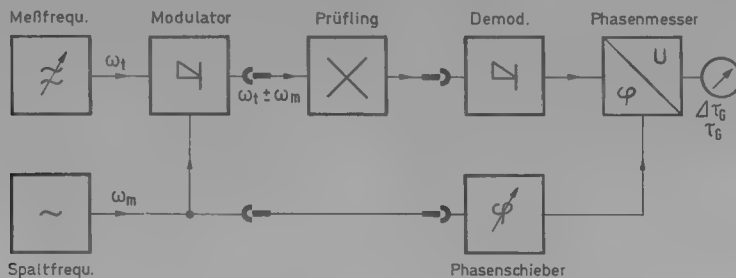 Meßfrequ.
Modulator
Prüfling
Demod.
Phasenmesser
ωt
ωt ± ωm
U
φ
ΔτG
τG
~
ωm
φ
Spaltfrequ.
Phasenschieber